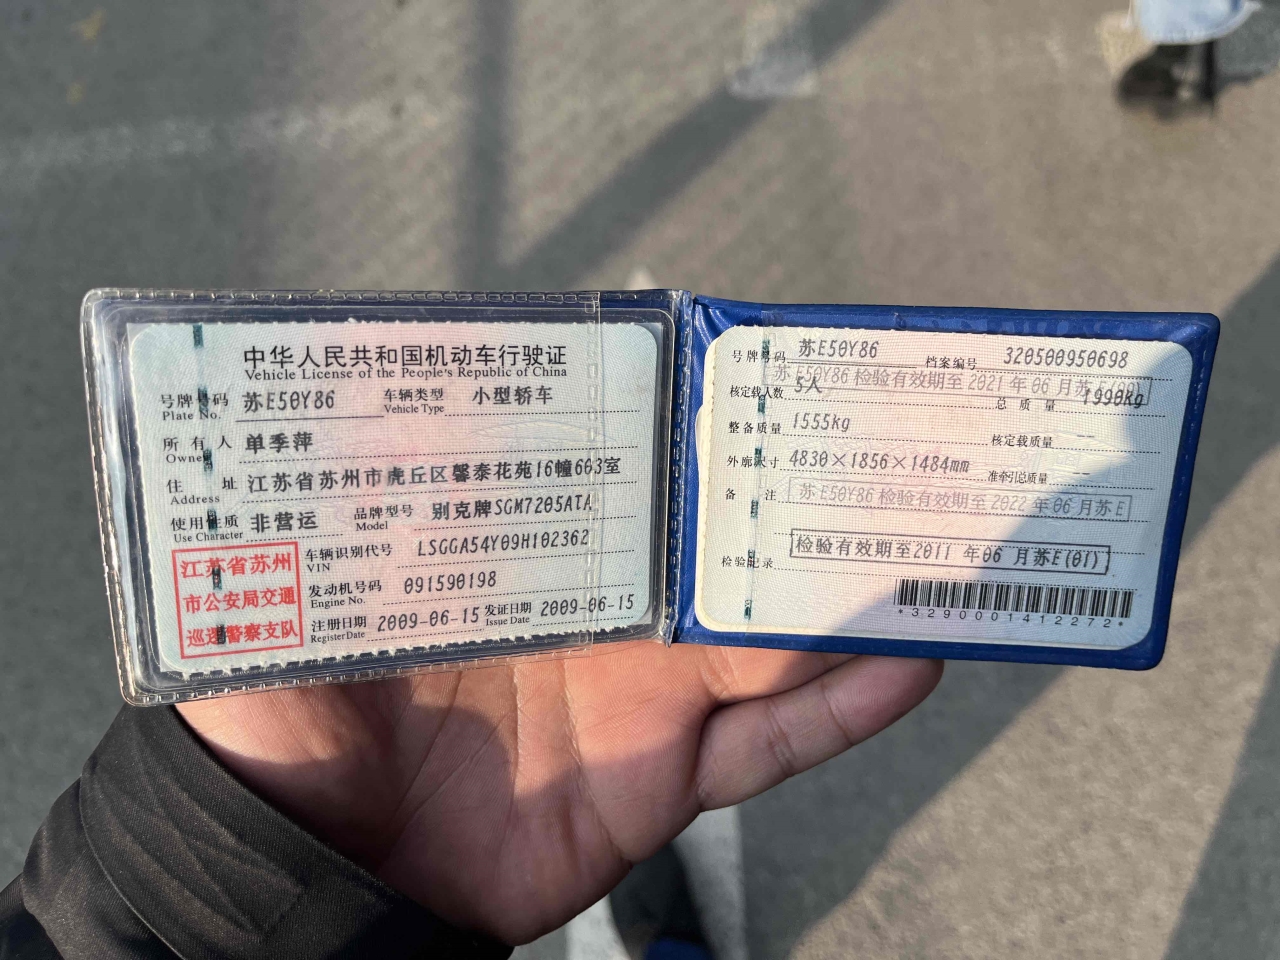 中华人民共和国机动车行驶证
Vehicle License of the People's Republic of China
号牌号码 苏E50Y86 车辆类型 小型轿车
Plate No. Vehicle Type
所有人 单季萍
Owner
住址 江苏省苏州市虎丘区馨泰花苑16幢603室
Address
使用性质 非营运 品牌型号 别克牌SGM7205ATA
Use Character Model
江苏省苏州
市公安局交通
巡逻警察支队
车辆识别代号 LSGGA54Y09H102362
VIN
发动机号码 091590198
Engine No.
注册日期 2009-06-15 发证日期 2009-06-15
Register Date Issue Date
号牌号码 苏E50Y86 档案编号 320500950698
苏E50Y86 检验有效期至2021年06月苏E(00)
核定载人数 5人 总质量 1990kg
整备质量 1555kg 核定载质量 --
外廓尺寸 4830×1856×1484mm 准牵引总质量 --
备注 苏E50Y86 检验有效期至2022年06月苏E
检验记录 检验有效期至2011年06月苏E(01)
*3290001412272*